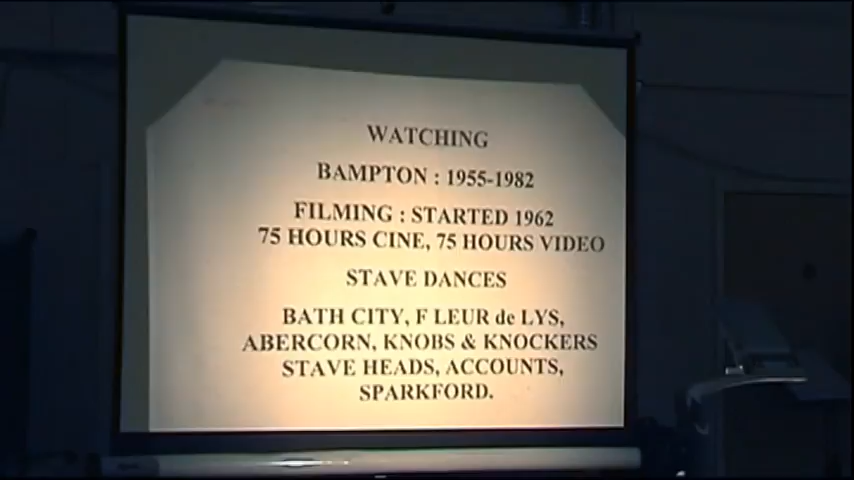 WATCHING
BAMPTON : 1955-1982
FILMING : STARTED 1962
75 HOURS CINE, 75 HOURS VIDEO
STAVE DANCES
BATH CITY, F LEUR de LYS,
ABERCORN, KNOBS & KNOCKERS
STAVE HEADS, ACCOUNTS,
SPARKFORD.